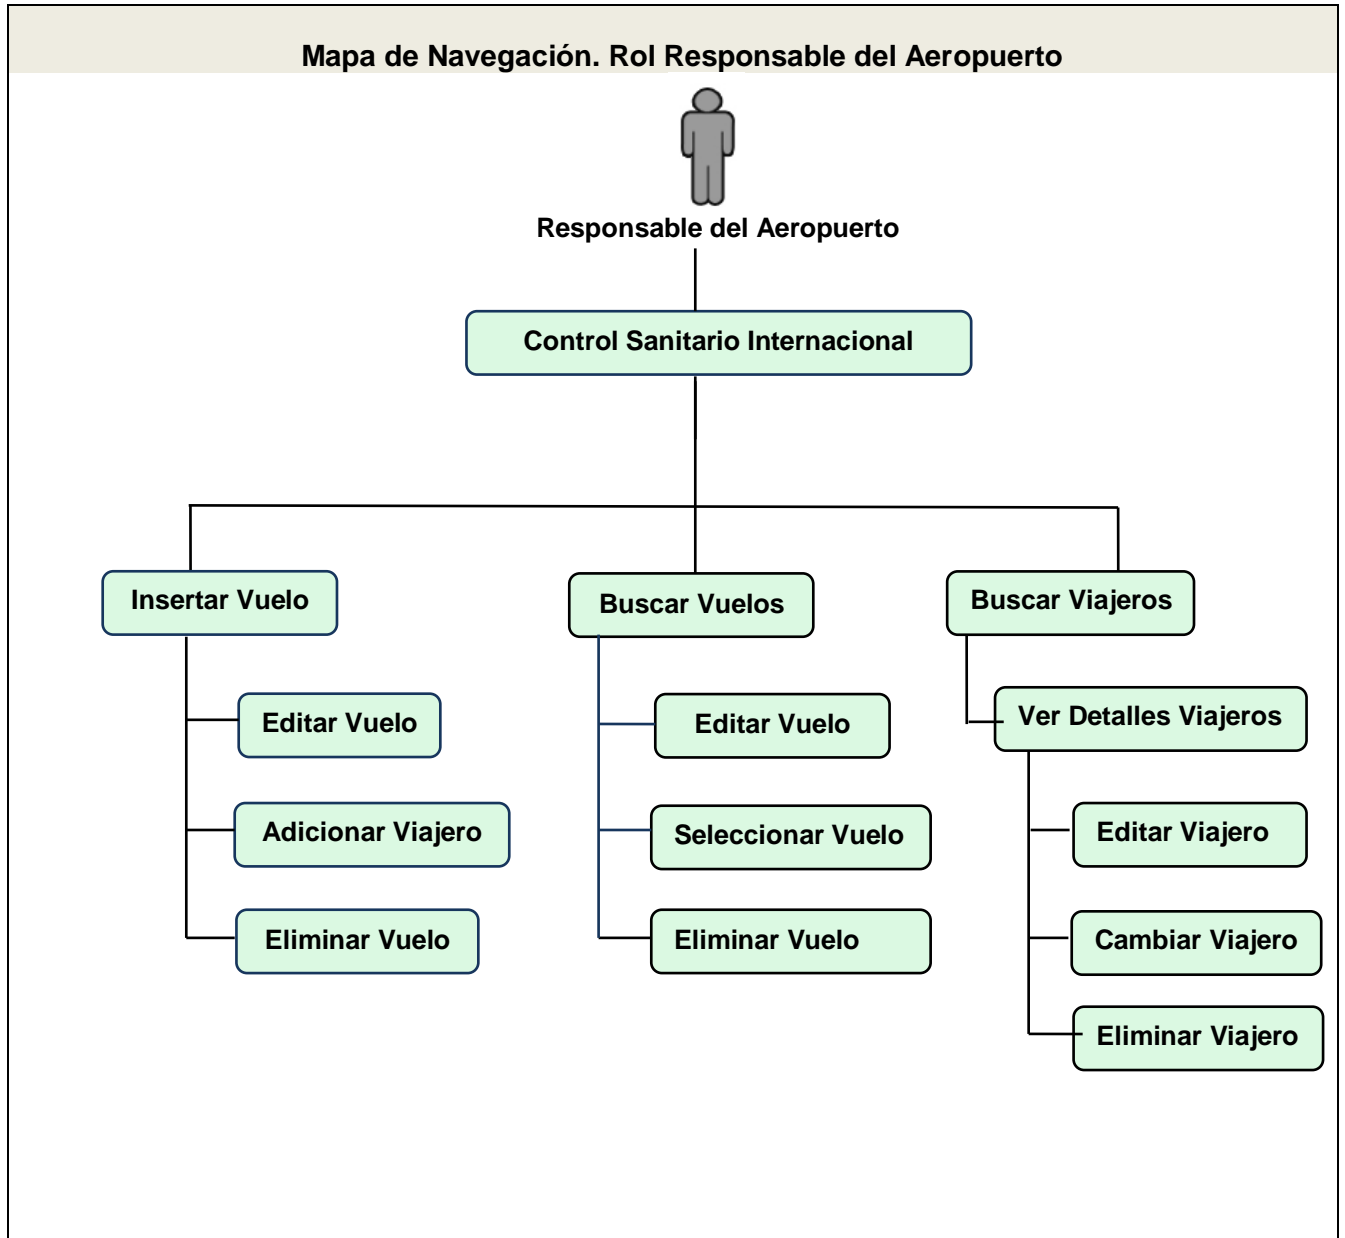 Mapa de Navegación. Rol Responsable del Aeropuerto
Responsable del Aeropuerto
Control Sanitario Internacional
Insertar Vuelo
Editar Vuelo
Adicionar Viajero
Eliminar Vuelo
Buscar Vuelos
Editar Vuelo
Seleccionar Vuelo
Eliminar Vuelo
Buscar Viajeros
Ver Detalles Viajeros
Editar Viajero
Cambiar Viajero
Eliminar Viajero